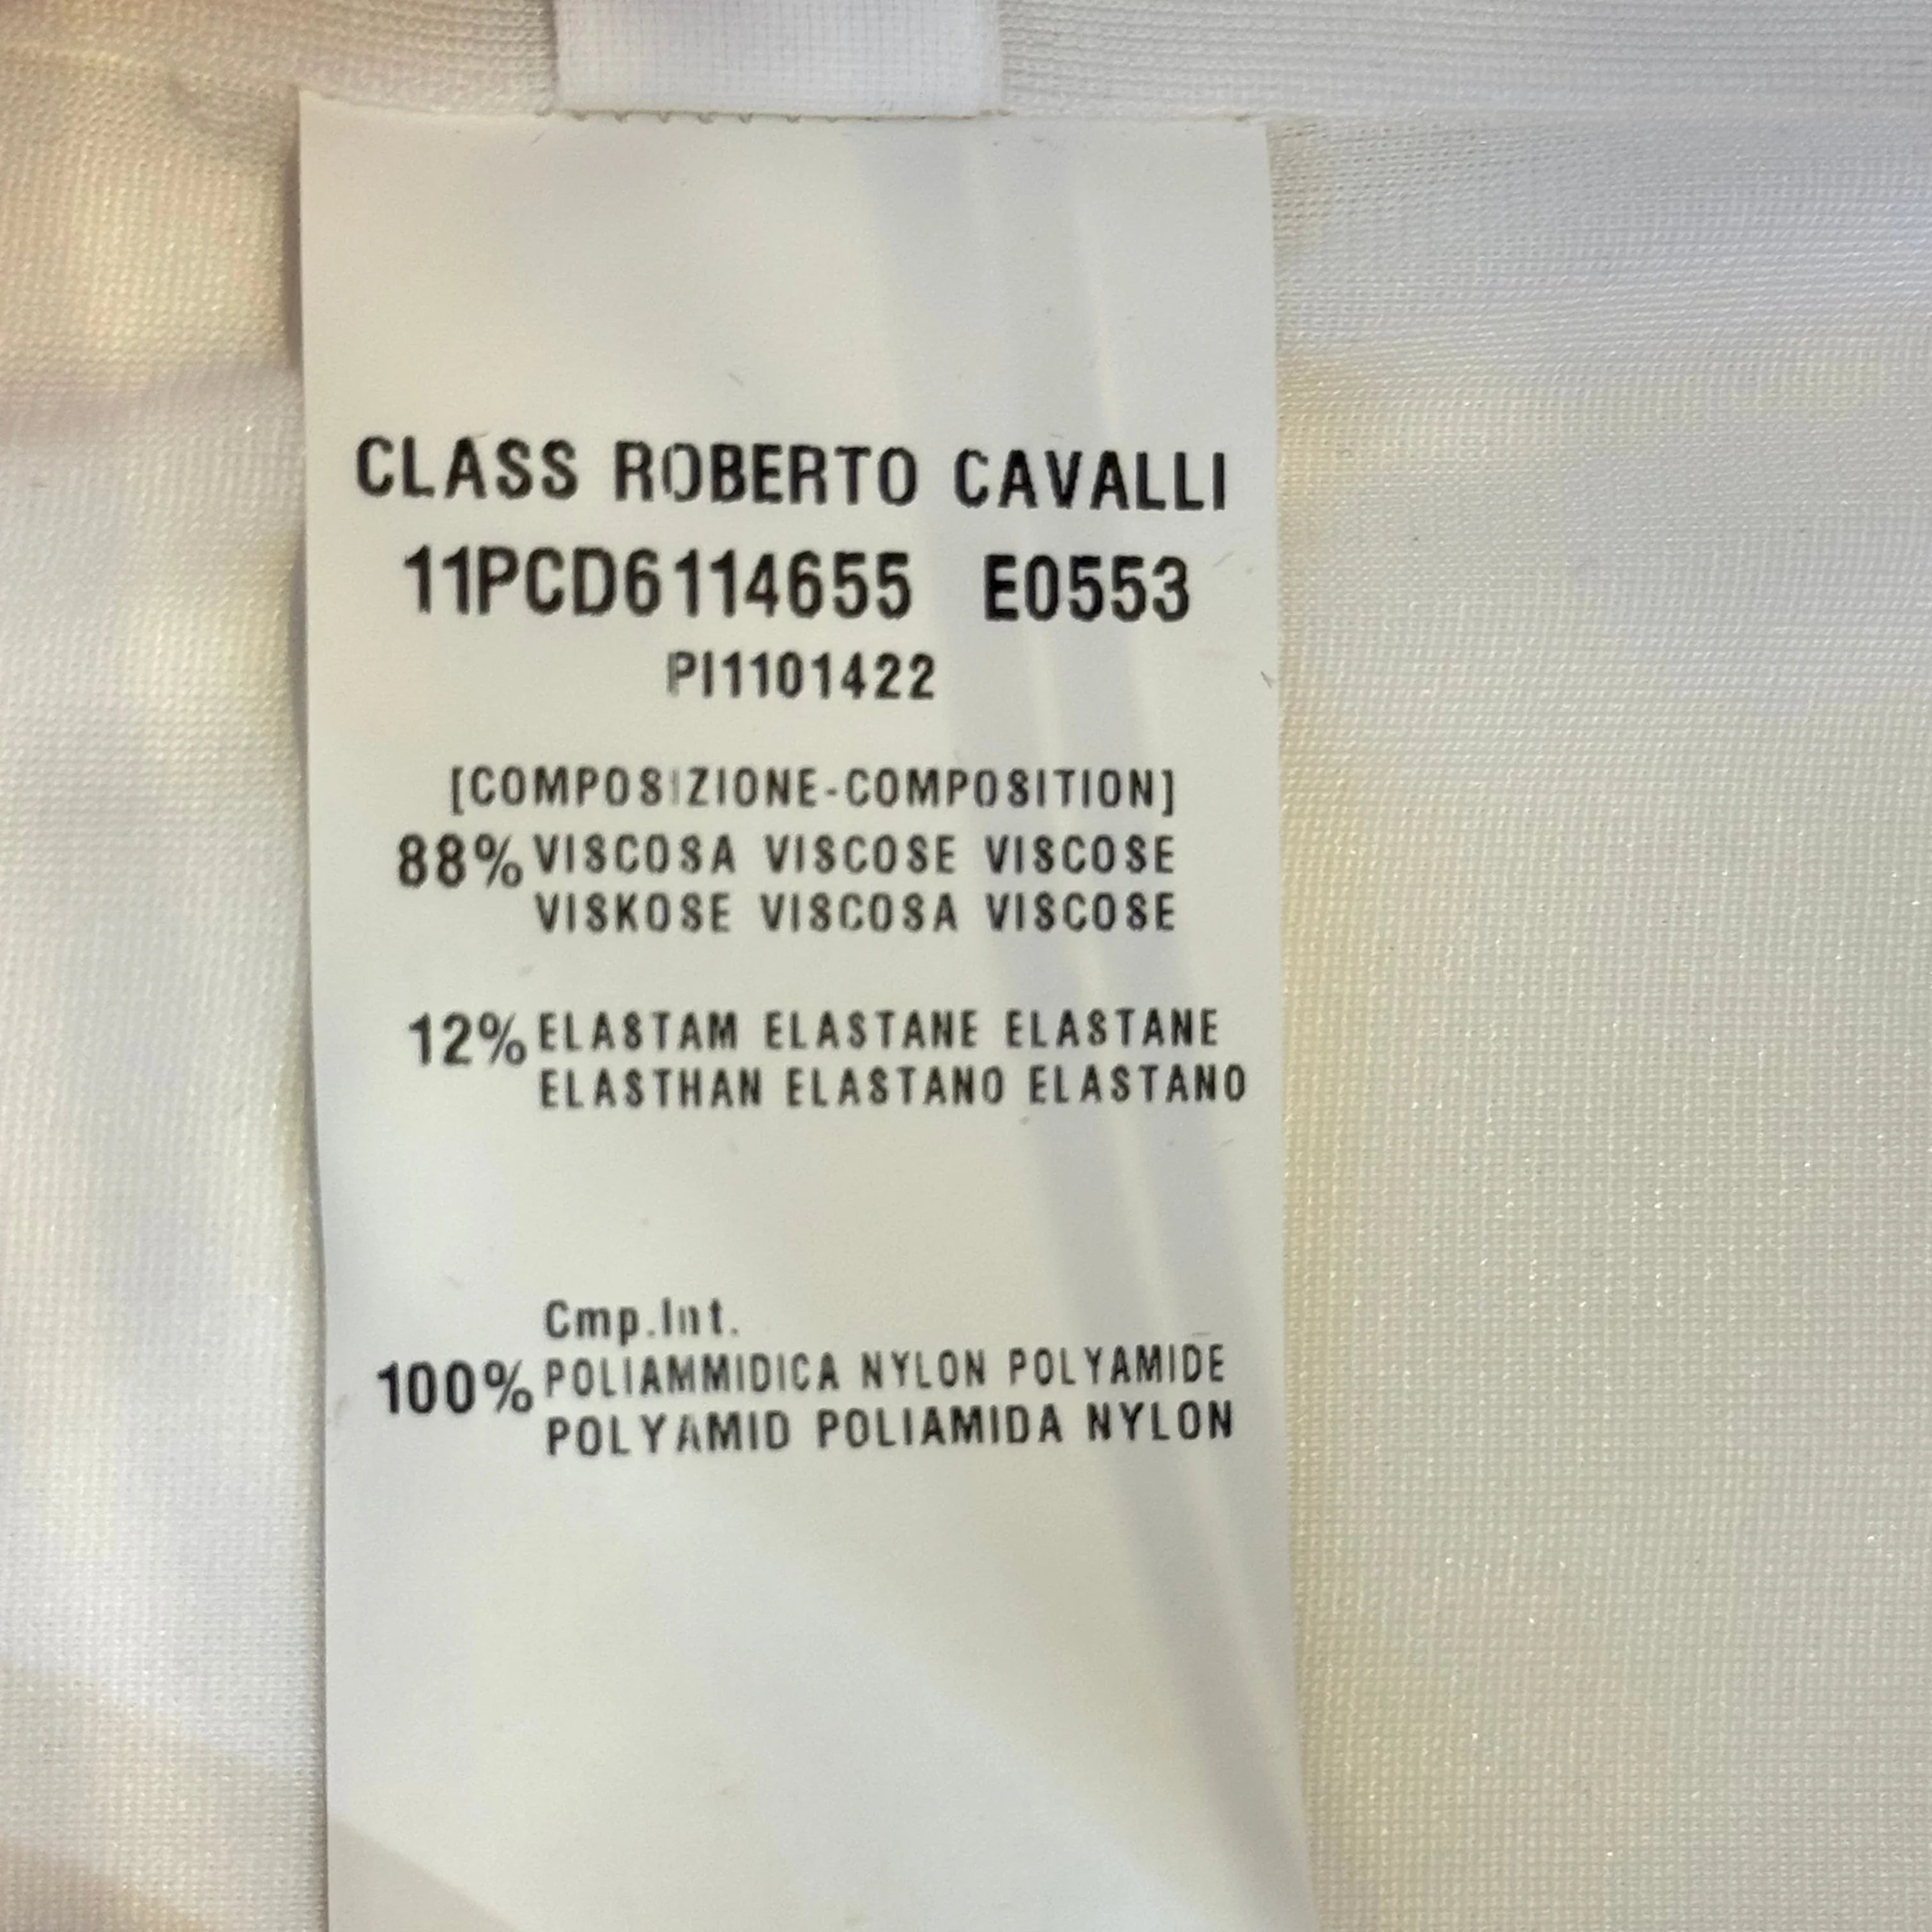 CLASS ROBERTO CAVALLI
11PCD6114655 E0553
PI1101422
[COMPOSIZIONE-COMPOSITION]
88% VISCOSA VISCOSE VISCOSE
VISKOSE VISCOSA VISCOSE
12% ELASTAM ELASTANE ELASTANE
ELASTHAN ELASTANO ELASTANO
Cmp.Int.
100% POLIAMMIDICA NYLON POLYAMIDE
POLYAMID POLIAMIDA NYLON